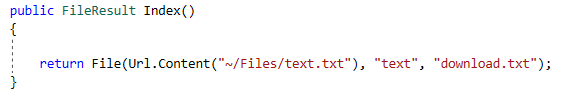 public FileResult Index()
{
return File(Url.Content("~/Files/text.txt"), "text", "download.txt");
}